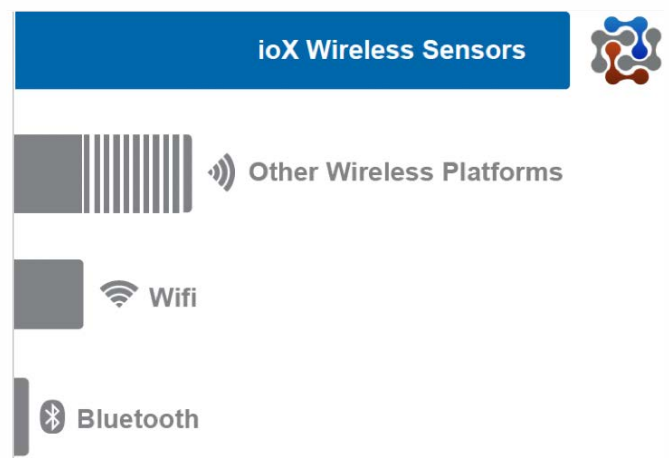 ioX Wireless Sensors
Other Wireless Platforms
Wifi
Bluetooth